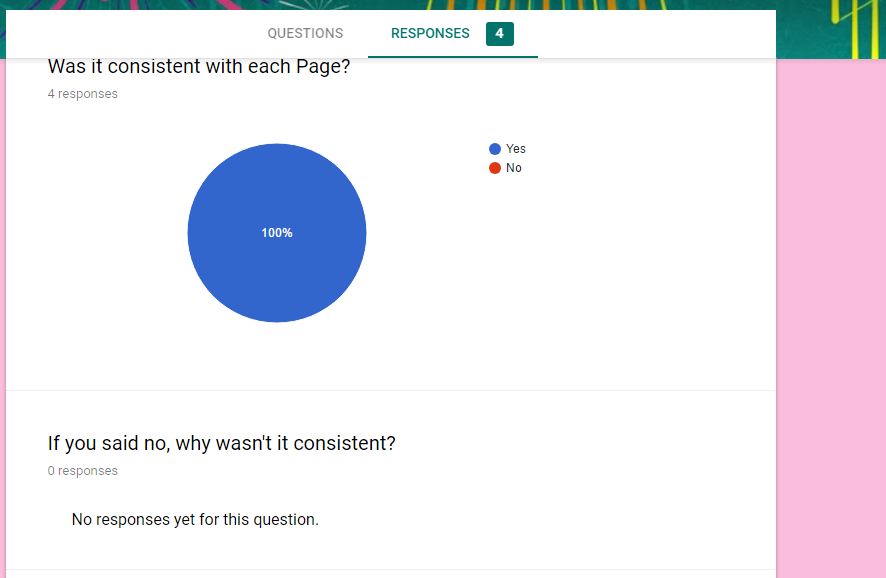 QUESTIONS RESPONSES 4
Was it consistent with each Page?
4 responses
Yes
No
100%
If you said no, why wasn't it consistent?
0 responses
No responses yet for this question.